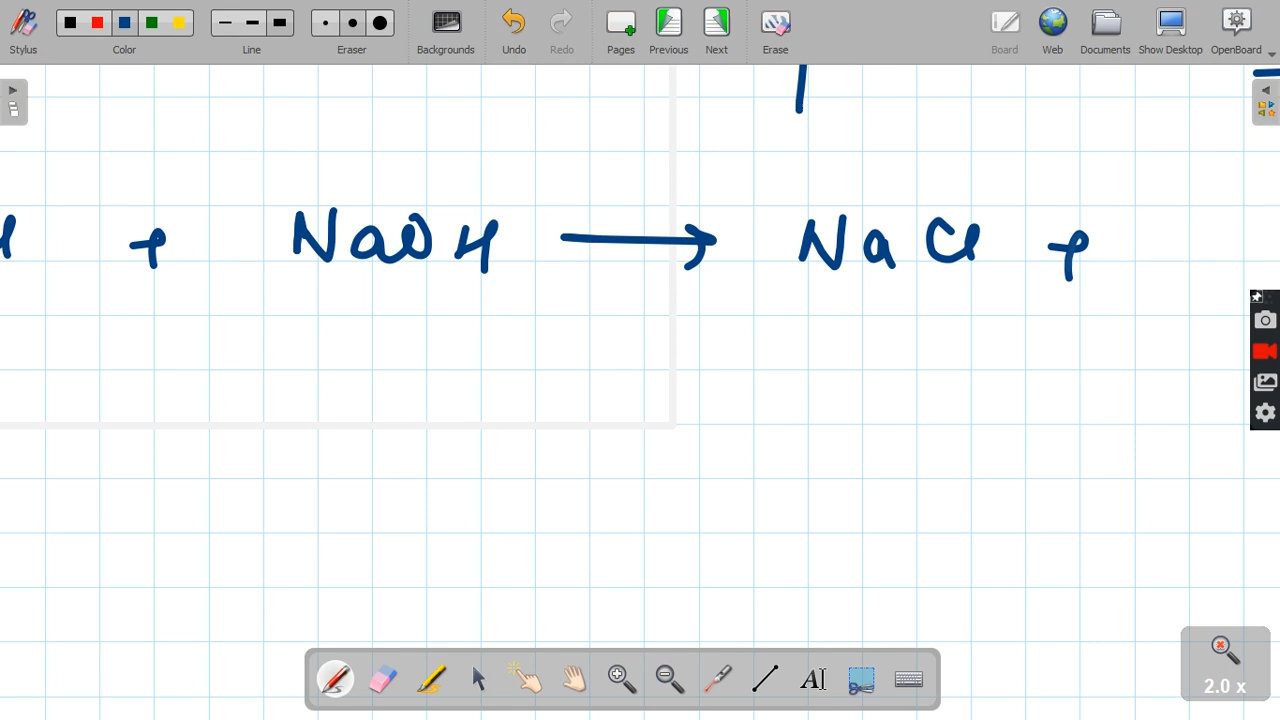 Stylus Color Line Eraser Backgrounds Undo Redo Pages Previous Next Erase Board Web Documents Show Desktop OpenBoard
+ NaOH → NaCl +
2.0 x